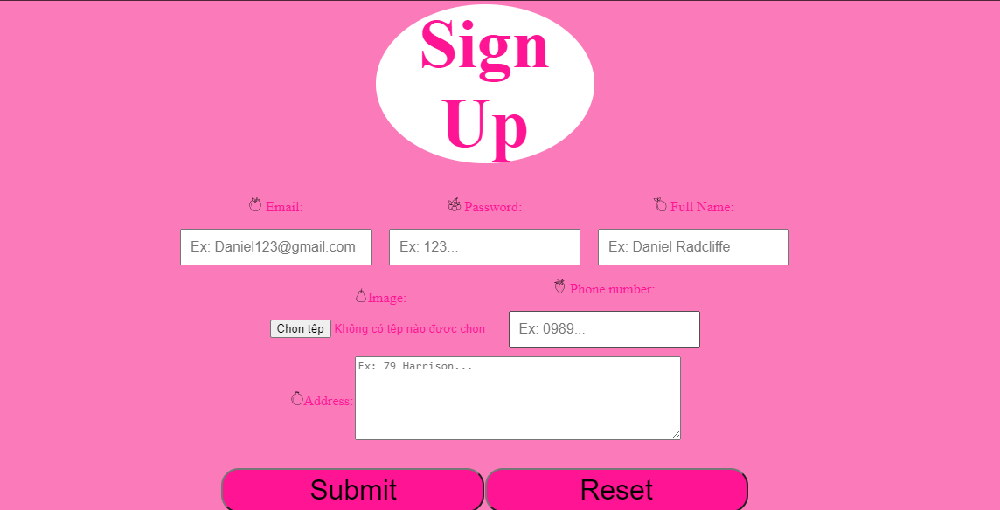 Sign
Up
Email:
Password:
Full Name:
Ex: Daniel123@gmail.com
Ex: 123...
Ex: Daniel Radcliffe
Image:
Phone number:
Chọn tệp Không có tệp nào được chọn
Ex: 0989...
Address:
Ex: 79 Harrison...
Submit
Reset